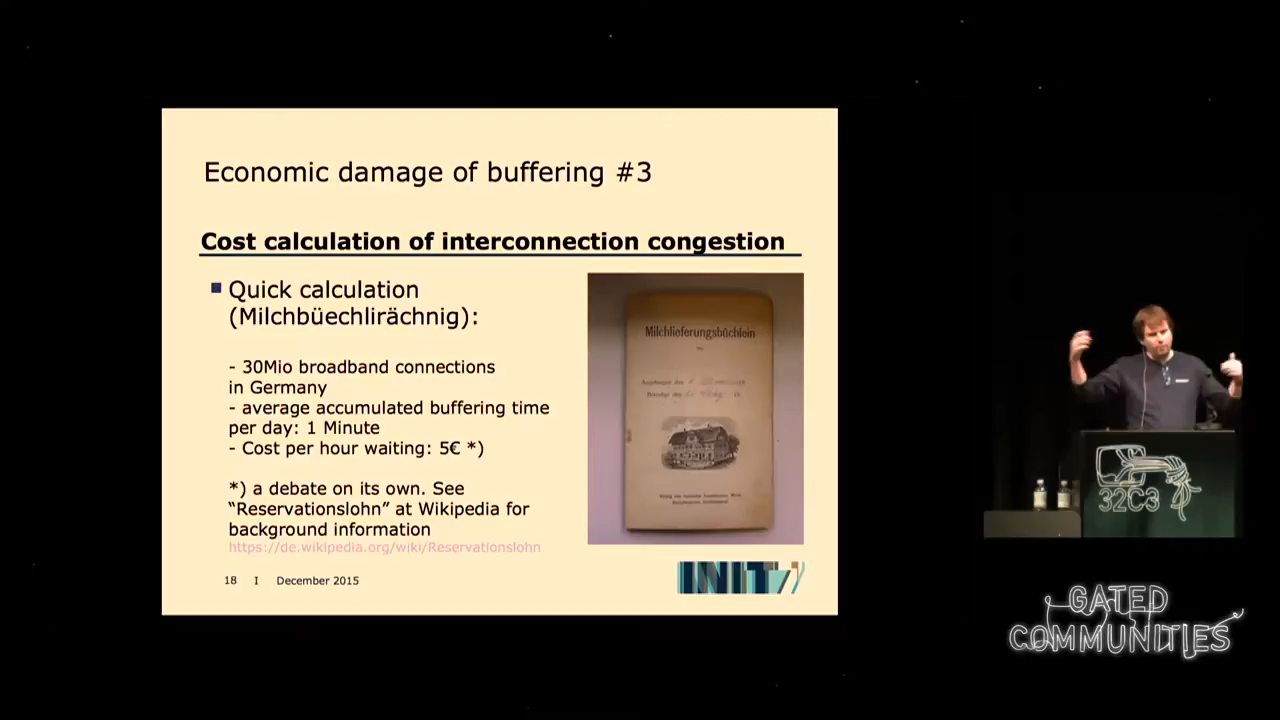 Economic damage of buffering #3
Cost calculation of interconnection congestion
Quick calculation
(Milchbüechlirächnig):
- 30Mio broadband connections
in Germany
- average accumulated buffering time
per day: 1 Minute
- Cost per hour waiting: 5€ *)
*) a debate on its own. See
“Reservationslohn” at Wikipedia for
background information
https://de.wikipedia.org/wiki/Reservationslohn
18 I December 2015
Milchlieferungsbüchlein
INIT7
32C3
GATED
COMMUNITIES